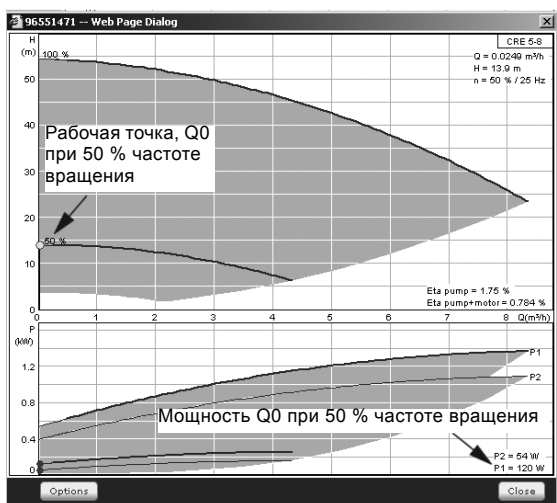 96551471 -- Web Page Dialog
H
(m)
100 %
CRE 5-8
Q = 0.0249 m³/h
H = 13.9 m
n = 50 % / 25 Hz
50
40
30
20
10
0
Рабочая точка, Q0
при 50 % частоте
вращения
50 %
Eta pump = 1.75 %
Eta pump+motor = 0.784 %
0 1 2 3 4 5 6 7 8 Q(m³/h)
P
(kW)
1.2
0.8
0.4
0
P1
P2
Мощность Q0 при 50 % частоте вращения
P2 = 54 W
P1 = 120 W
Options
Close